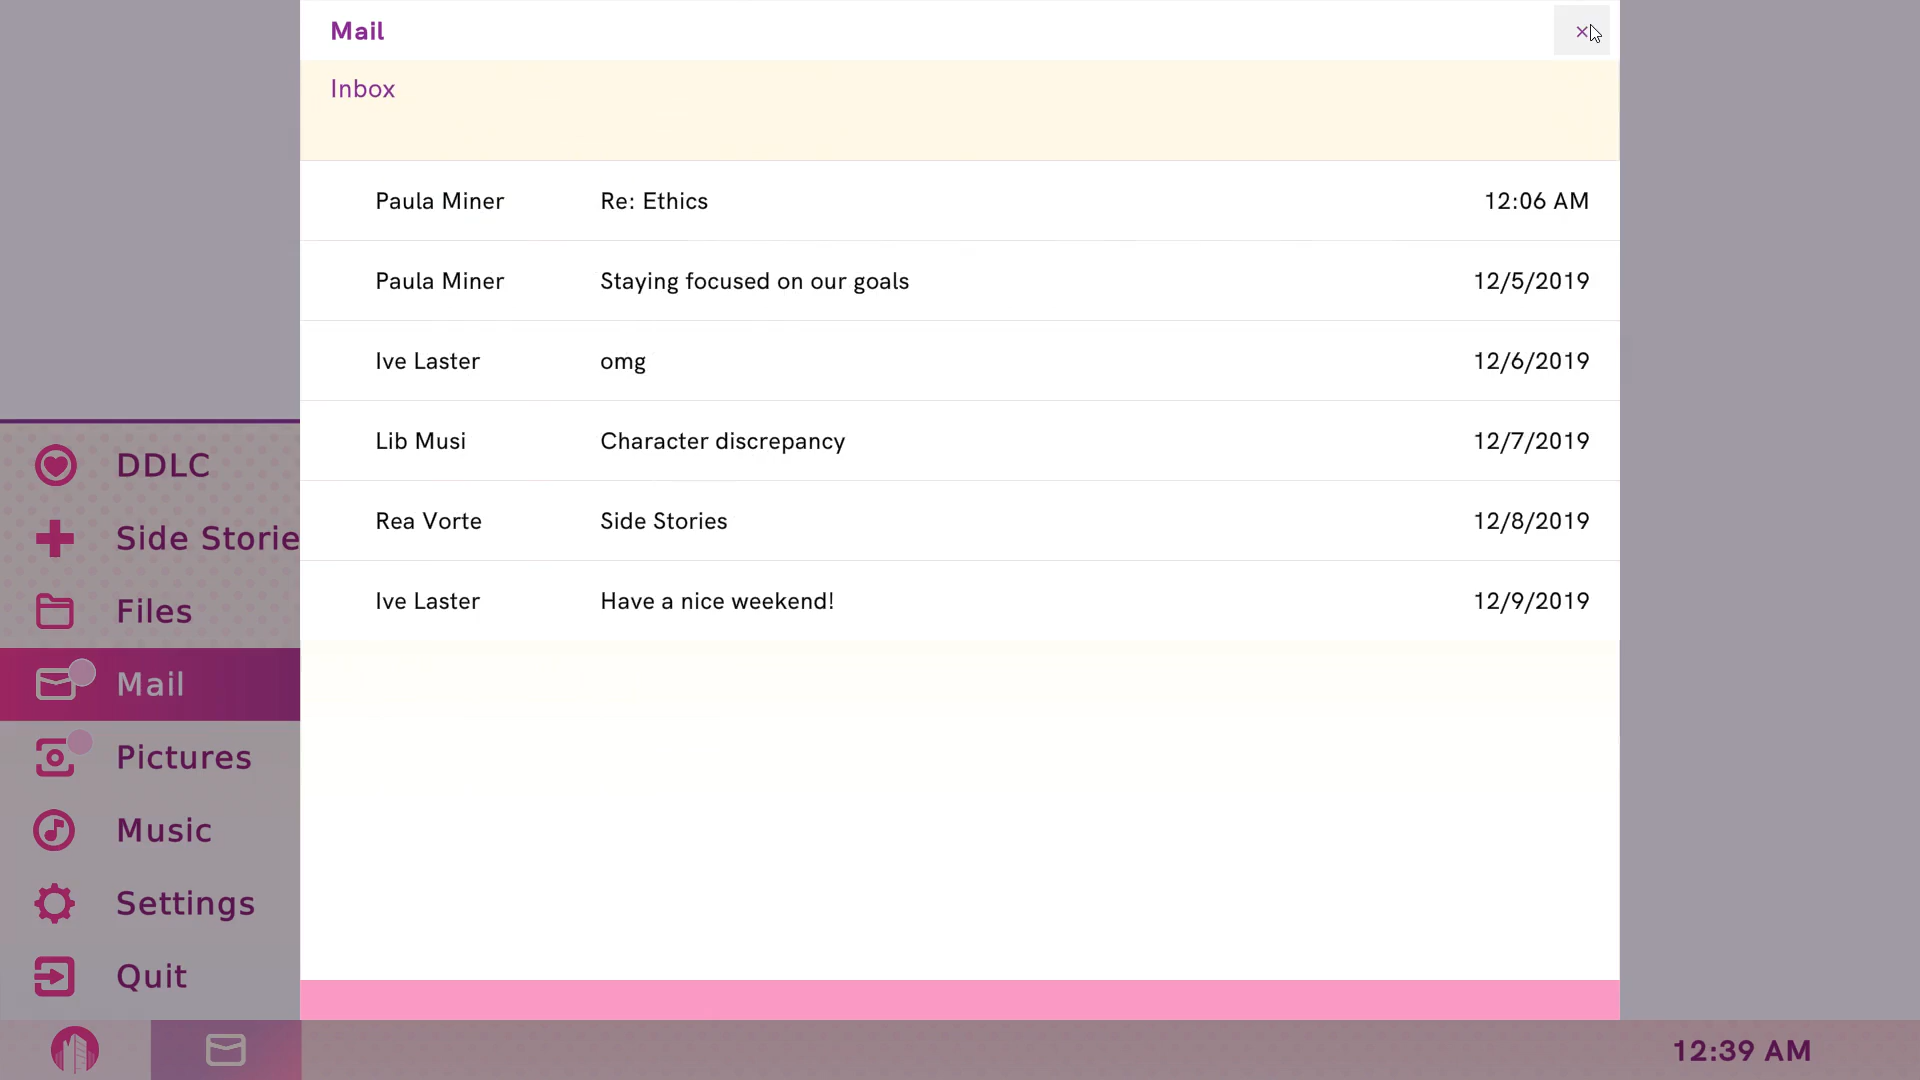 Mail
×
Inbox
Paula Miner Re: Ethics 12:06 AM
Paula Miner Staying focused on our goals 12/5/2019
Ive Laster omg 12/6/2019
Lib Musi Character discrepancy 12/7/2019
Rea Vorte Side Stories 12/8/2019
Ive Laster Have a nice weekend! 12/9/2019
DDLC
Side Storie
Files
Mail
Pictures
Music
Settings
Quit
12:39 AM